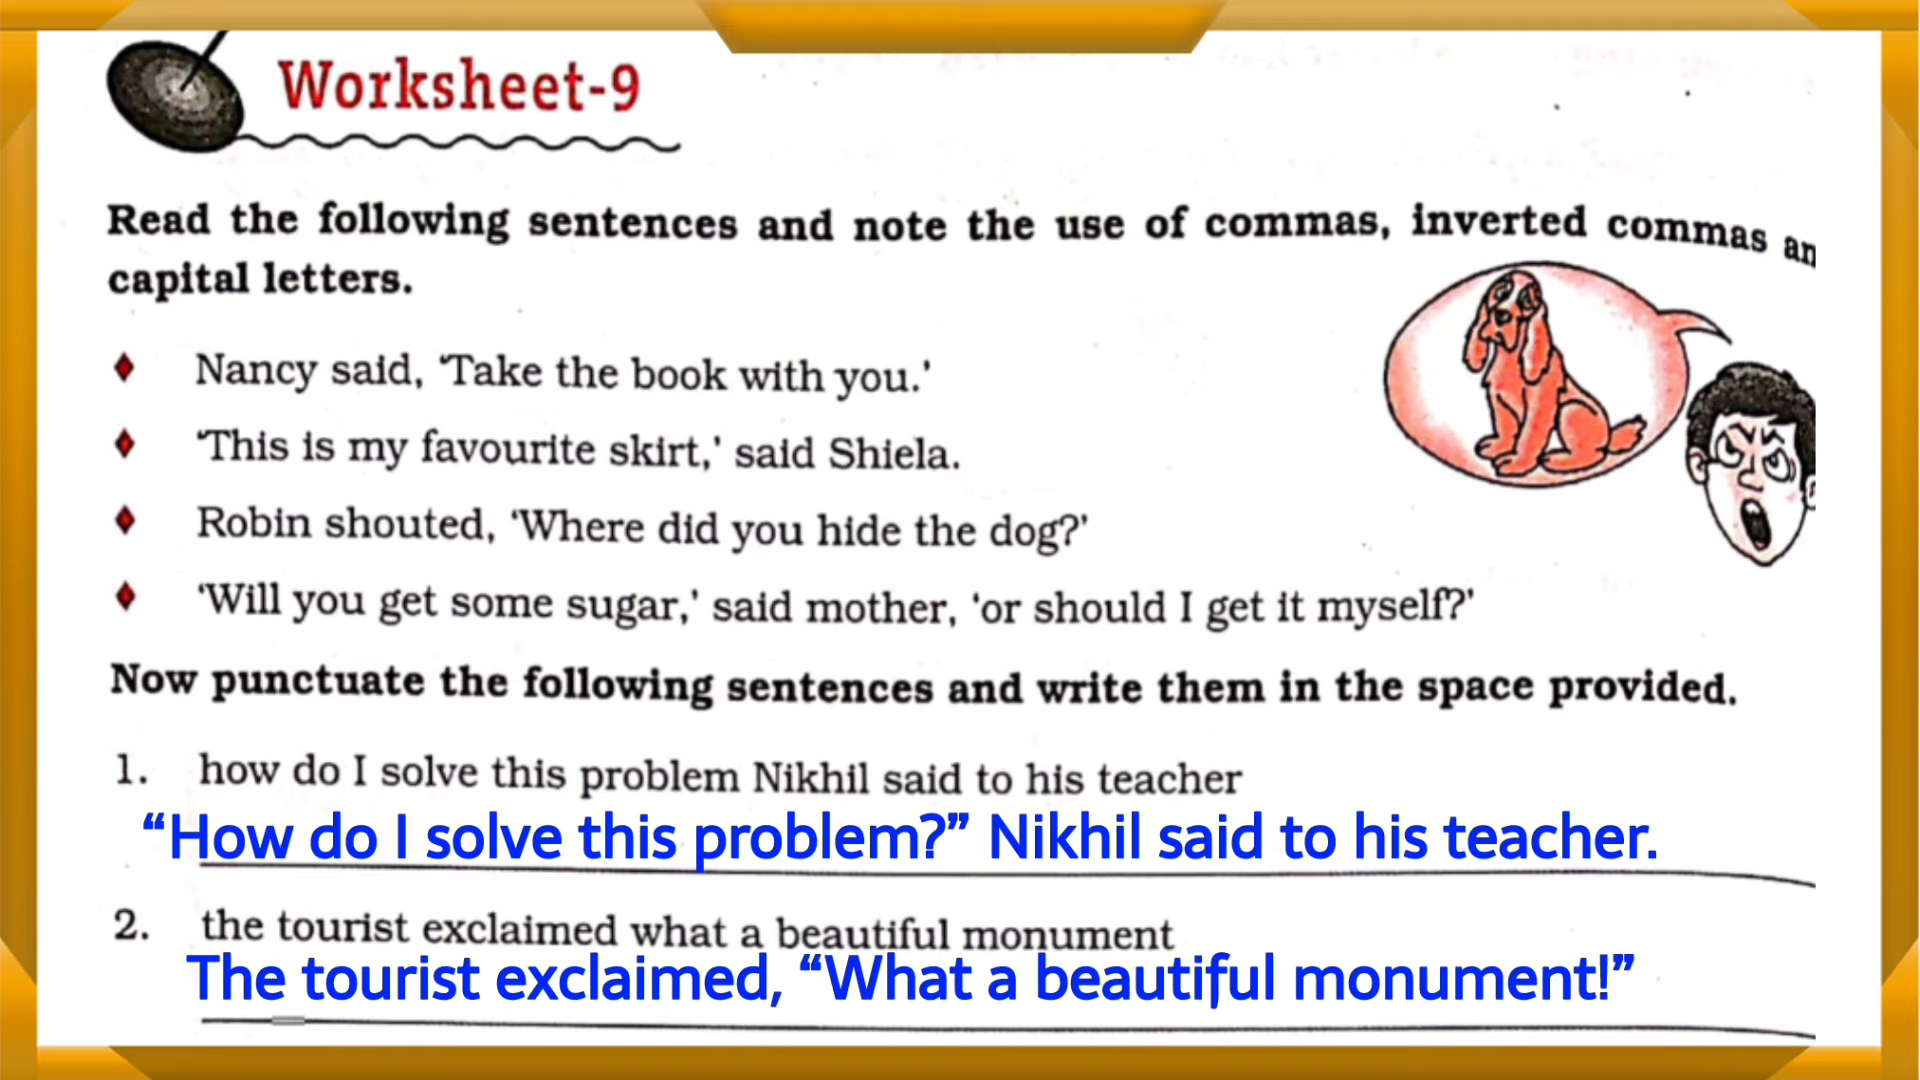 Worksheet-9
Read the following sentences and note the use of commas, inverted commas an
capital letters.
♦ Nancy said, ‘Take the book with you.’
♦ ‘This is my favourite skirt,’ said Shiela.
♦ Robin shouted, ‘Where did you hide the dog?’
♦ ‘Will you get some sugar,’ said mother, ‘or should I get it myself?’
Now punctuate the following sentences and write them in the space provided.
1. how do I solve this problem Nikhil said to his teacher
“How do I solve this problem?” Nikhil said to his teacher.
2. the tourist exclaimed what a beautiful monument
The tourist exclaimed, “What a beautiful monument!”